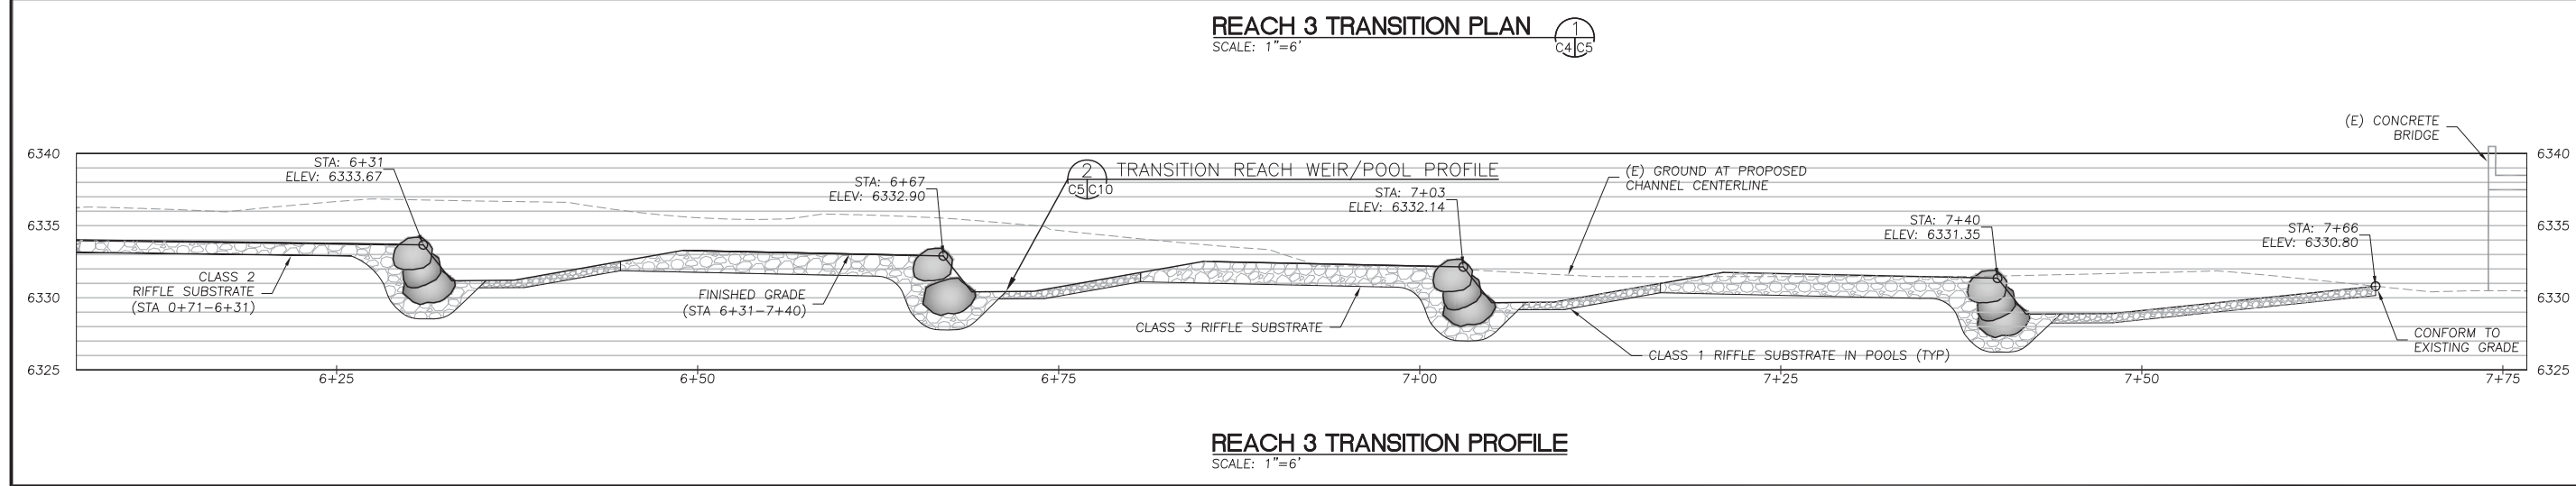 REACH 3 TRANSITION PLAN
SCALE: 1"=6'
1
C4 C5
(E) CONCRETE
BRIDGE
6340
6335
6330
6325
STA: 6+31
ELEV: 6333.67
STA: 6+67
ELEV: 6332.90
2
C5 C10
TRANSITION REACH WEIR/POOL PROFILE
STA: 7+03
ELEV: 6332.14
(E) GROUND AT PROPOSED
CHANNEL CENTERLINE
STA: 7+40
ELEV: 6331.35
STA: 7+66
ELEV: 6330.80
6340
6335
6330
6325
CLASS 2
RIFFLE SUBSTRATE
(STA 0+71-6+31)
FINISHED GRADE
(STA 6+31-7+40)
CLASS 3 RIFFLE SUBSTRATE
CLASS 1 RIFFLE SUBSTRATE IN POOLS (TYP)
CONFORM TO
EXISTING GRADE
6+25
6+50
6+75
7+00
7+25
7+50
7+75
REACH 3 TRANSITION PROFILE
SCALE: 1"=6'